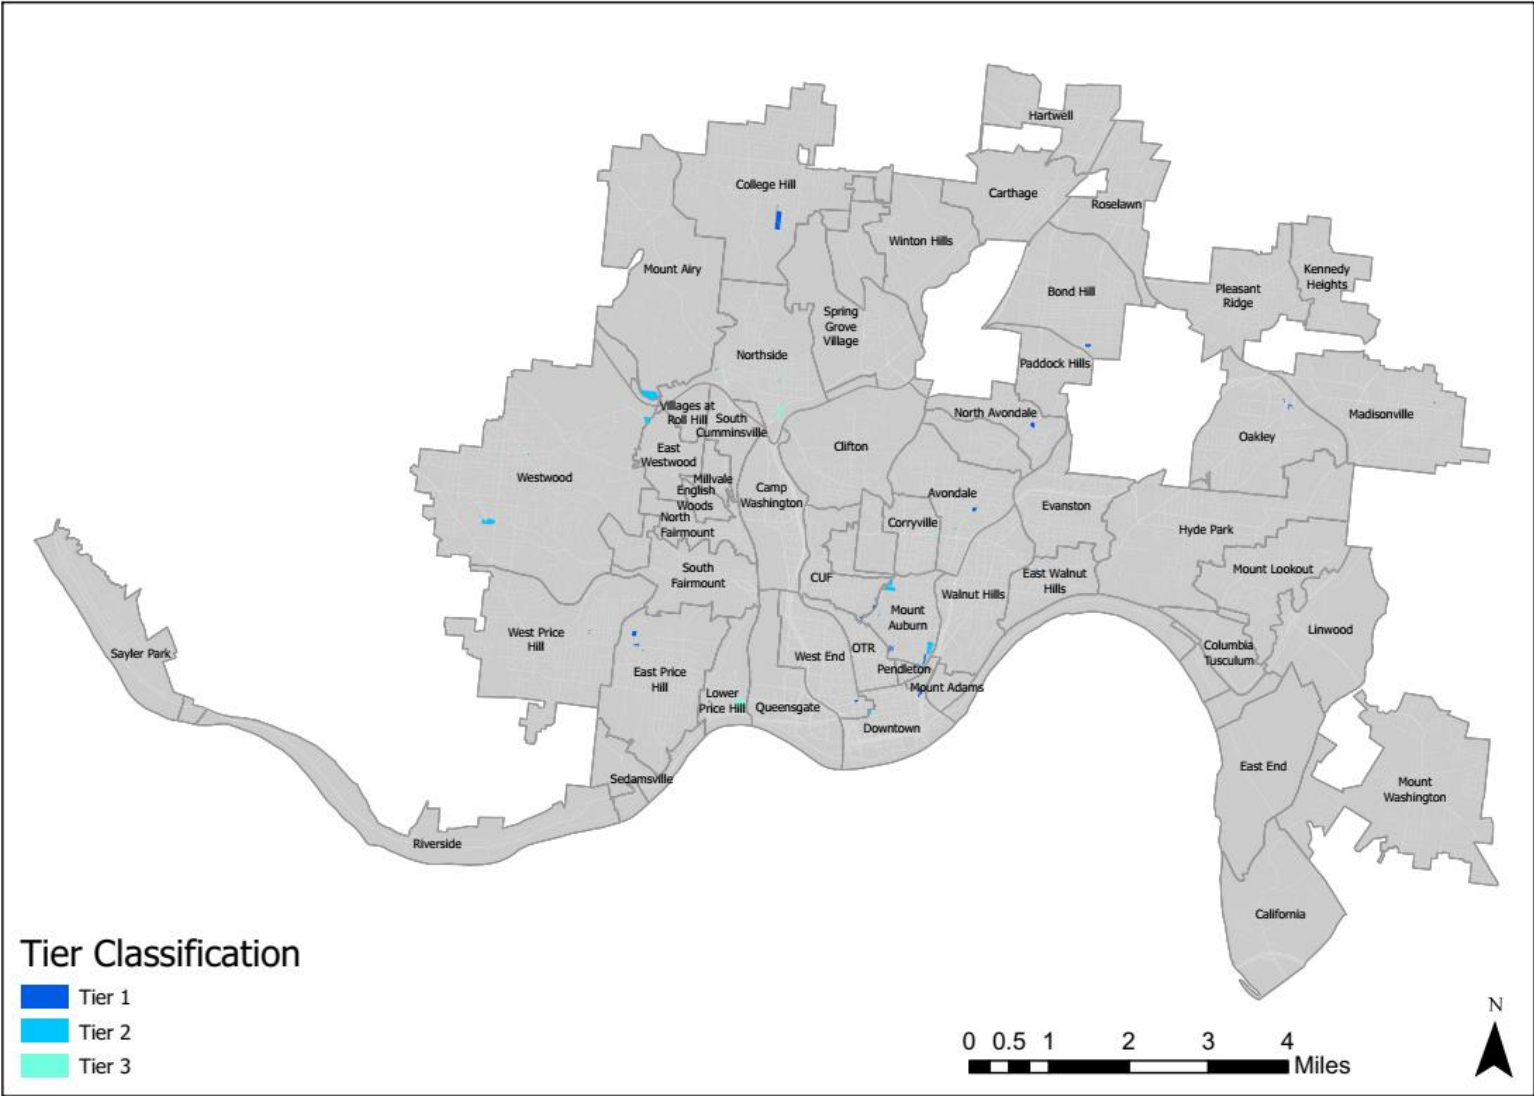 Hartwell
College Hill
Carthage
Roselawn
Winton Hills
Mount Airy
Kennedy
Heights
Bond Hill
Pleasant
Ridge
Spring
Grove
Village
Northside
Paddock Hills
Villages at
Roll Hill
South
Cumminsville
North Avondale
Madisonville
Oakley
Clifton
East
Westwood
Westwood
Millvale
English
Woods
Camp
Washington
Avondale
Evanston
North
Fairmount
Corryville
Hyde Park
South
Fairmount
CUF
East Walnut
Hills
Mount Lookout
Walnut Hills
Mount
Auburn
Linwood
West Price
Hill
Sayler Park
OTR
West End
Columbia
Tusculum
East Price
Hill
Pendleton
Mount Adams
Lower
Price Hill
Queensgate
Downtown
Sedamsville
East End
Mount
Washington
Riverside
California
Tier Classification
Tier 1
Tier 2
Tier 3
N
0 0.5 1 2 3 4
Miles